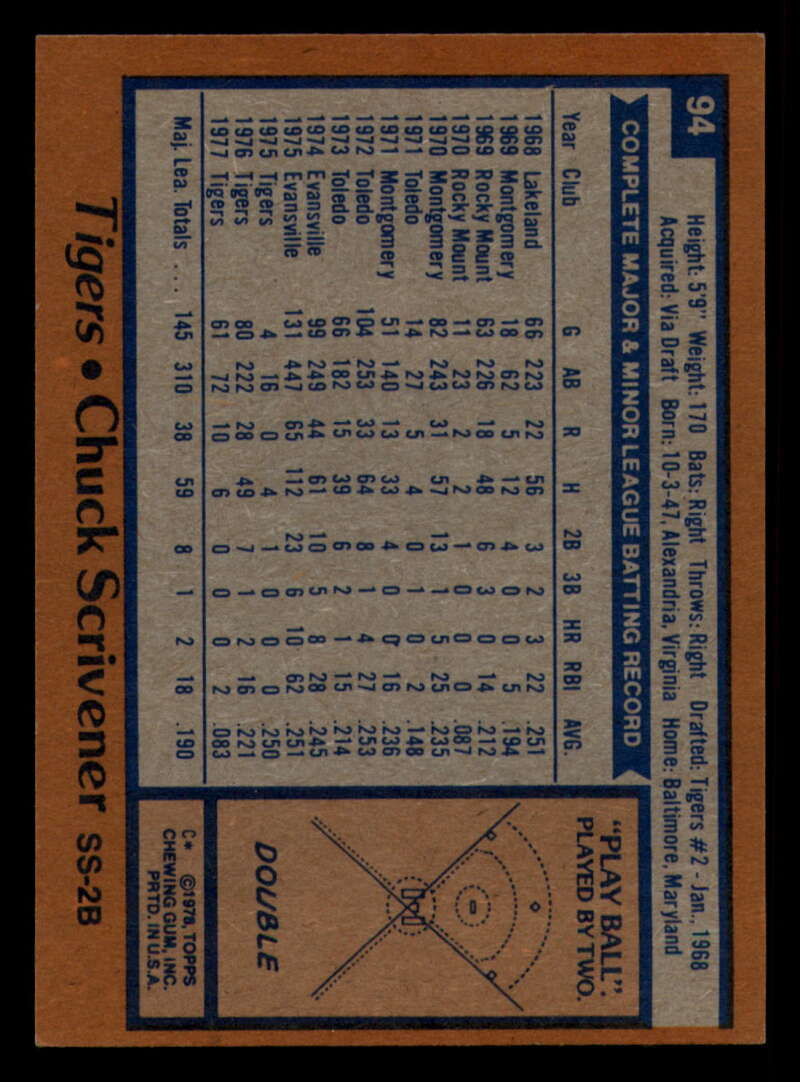 94
Height: 5'9" Weight: 170 Bats: Right Throws: Right Drafted: Tigers #2 - Jan., 1968
Acquired: Via Draft Born: 10-3-47, Alexandria, Virginia Home: Baltimore, Maryland
COMPLETE MAJOR & MINOR LEAGUE BATTING RECORD
Year Club G AB R H 2B 3B HR RBI AVG.
1968 Lakeland 66 223 22 56 3 2 3 22 .251
1969 Montgomery 18 62 5 12 4 0 0 5 .194
1969 Rocky Mount 63 226 18 48 6 3 0 14 .212
1970 Rocky Mount 11 23 2 2 1 0 0 0 .087
1970 Montgomery 82 243 31 57 13 1 5 25 .235
1971 Toledo 14 27 5 4 0 1 0 2 .148
1971 Montgomery 51 140 13 33 4 0 0 16 .236
1972 Toledo 104 253 33 64 8 1 4 27 .253
1973 Toledo 66 182 15 39 6 2 1 15 .214
1974 Evansville 99 249 44 61 10 5 8 28 .245
1975 Evansville 131 447 65 112 23 6 10 62 .251
1975 Tigers 4 16 0 4 1 0 0 0 .250
1976 Tigers 80 222 28 49 7 1 2 16 .221
1977 Tigers 61 72 10 6 0 0 0 2 .083
Maj. Lea. Totals ... 145 310 38 59 8 1 2 18 .190
"PLAY BALL":
PLAYED BY TWO.
DOUBLE
C* ©1978, TOPPS
CHEWING GUM, INC.
PRTD. IN U.S.A.
Tigers • Chuck Scrivener SS-2B